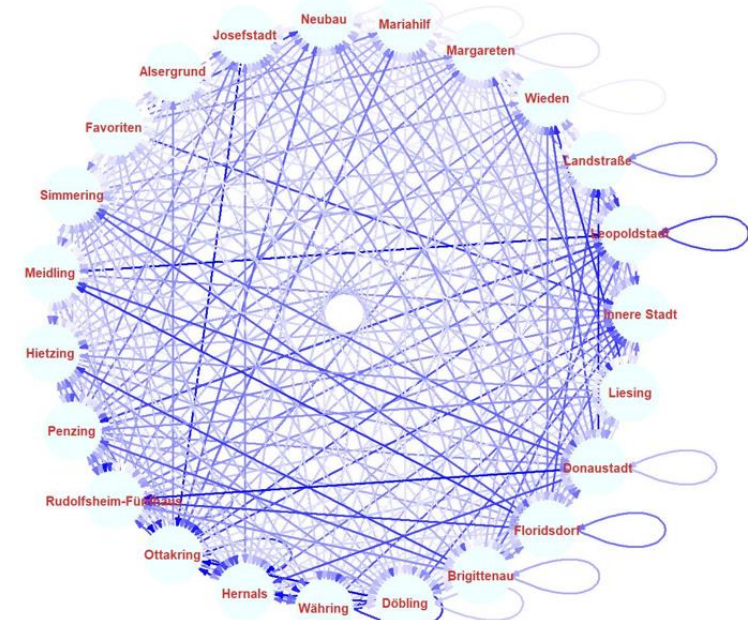 Neubau
Mariahilf
Josefstadt
Margareten
Alsergrund
Wieden
Favoriten
Landstraße
Simmering
Leopoldstadt
Meidling
Innere Stadt
Hietzing
Liesing
Penzing
Donaustadt
Rudolfsheim-Fünfhaus
Floridsdorf
Ottakring
Brigittenau
Hernals
Döbling
Währing